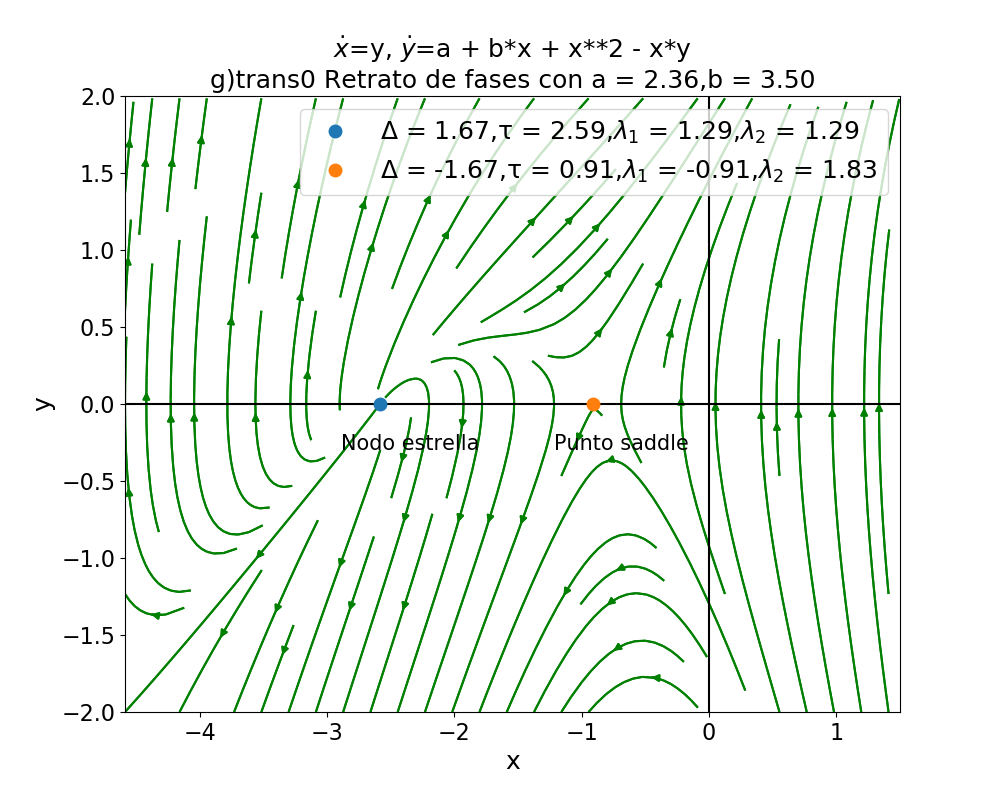 ẋ=y, ẏ=a + b*x + x**2 - x*y
g)trans0 Retrato de fases con a = 2.36,b = 3.50
Δ = 1.67,τ = 2.59,λ₁ = 1.29,λ₂ = 1.29
Δ = -1.67,τ = 0.91,λ₁ = -0.91,λ₂ = 1.83
2.0
1.5
1.0
0.5
0.0
−0.5
−1.0
−1.5
−2.0
y
Nodo estrella
Punto saddle
−4
−3
−2
−1
0
1
x